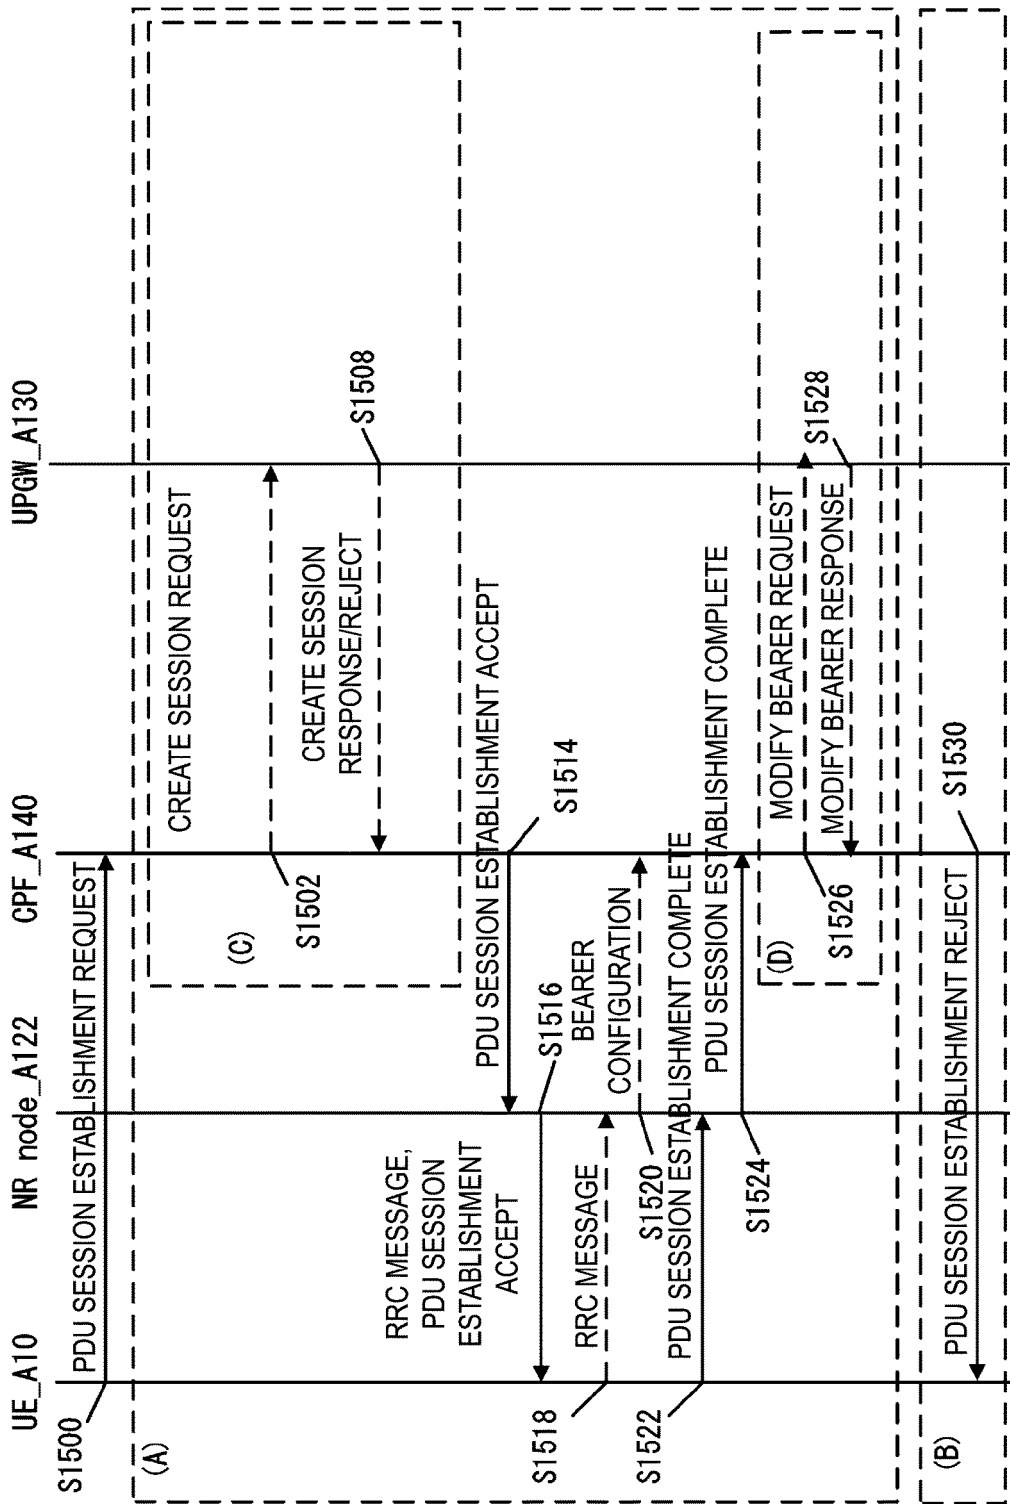 UE_A10
NR node_A122
CPF_A140
UPGW_A130
S1500
PDU SESSION ESTABLISHMENT REQUEST
(A)
(C)
CREATE SESSION REQUEST
S1502
CREATE SESSION
RESPONSE/REJECT
S1508
PDU SESSION ESTABLISHMENT ACCEPT
S1514
RRC MESSAGE,
PDU SESSION
ESTABLISHMENT
ACCEPT
S1516
RRC MESSAGE
S1518
BEARER
CONFIGURATION
S1520
PDU SESSION ESTABLISHMENT COMPLETE
S1522
PDU SESSION ESTABLISHMENT COMPLETE
S1524
(D)
MODIFY BEARER REQUEST
S1526
MODIFY BEARER RESPONSE
S1528
(B)
PDU SESSION ESTABLISHMENT REJECT
S1530